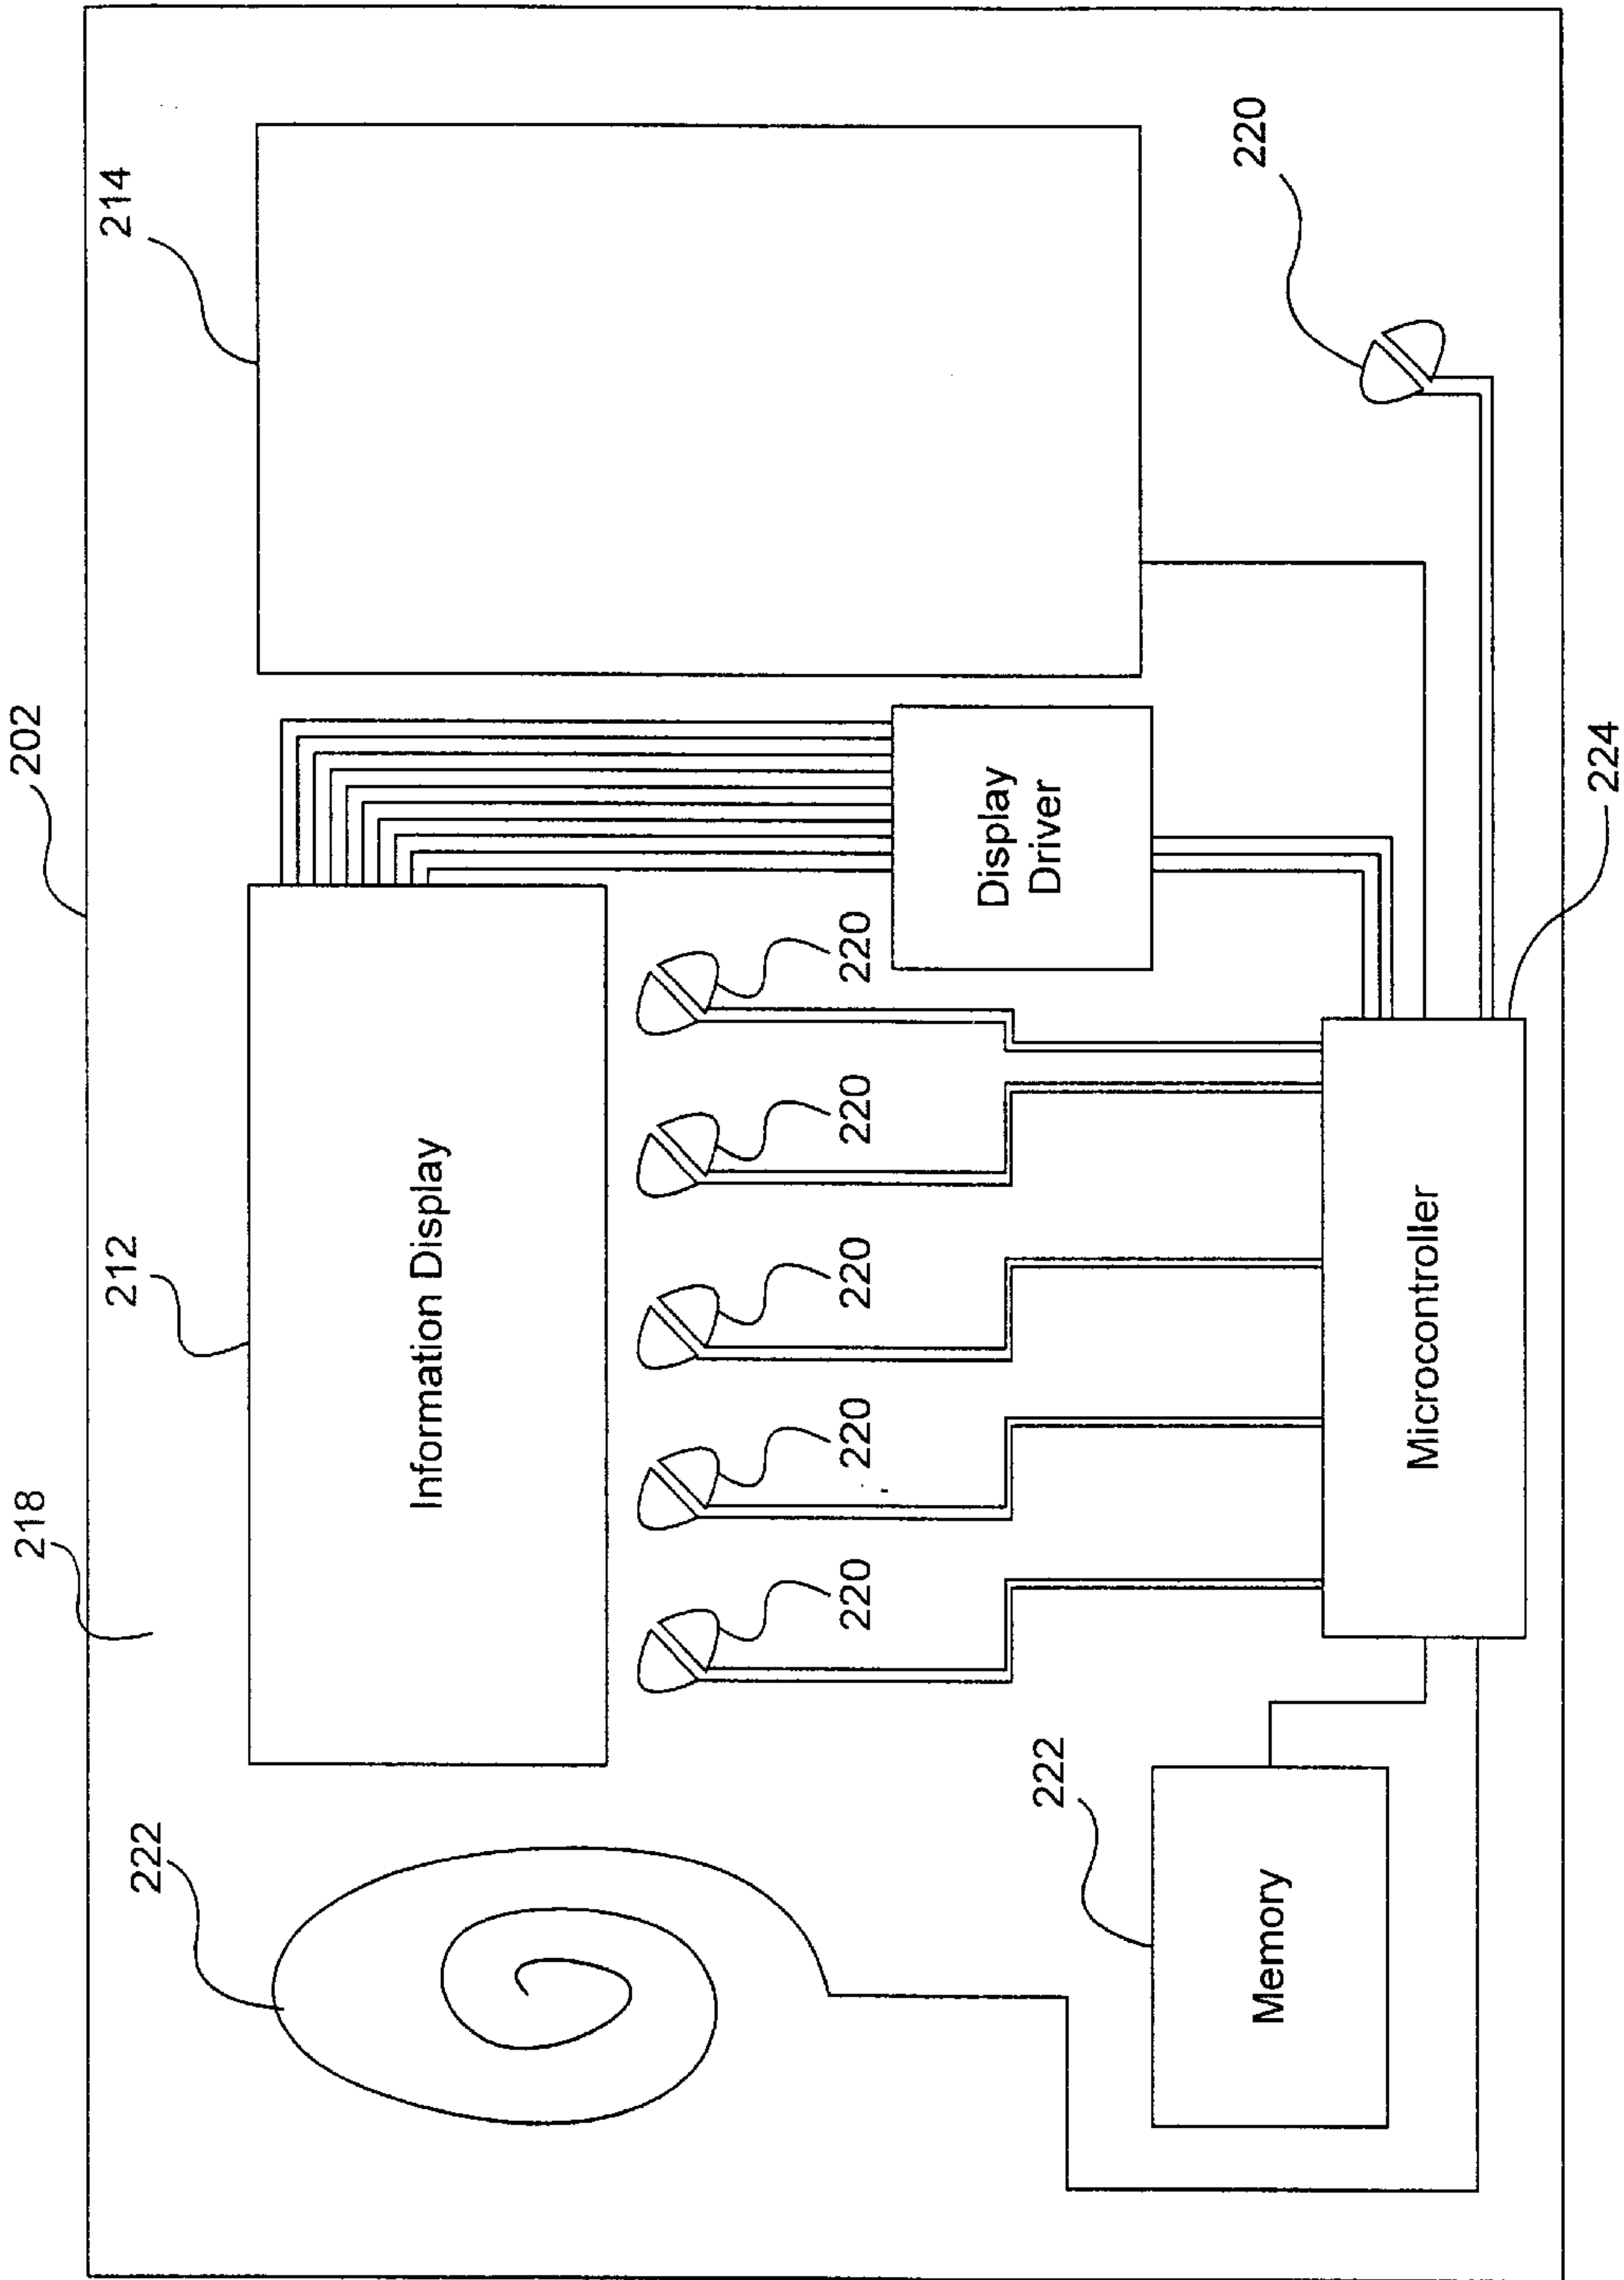 218
202
222
212
214
Information Display
220
220
220
220
220
Display
Driver
222
220
Memory
Microcontroller
224